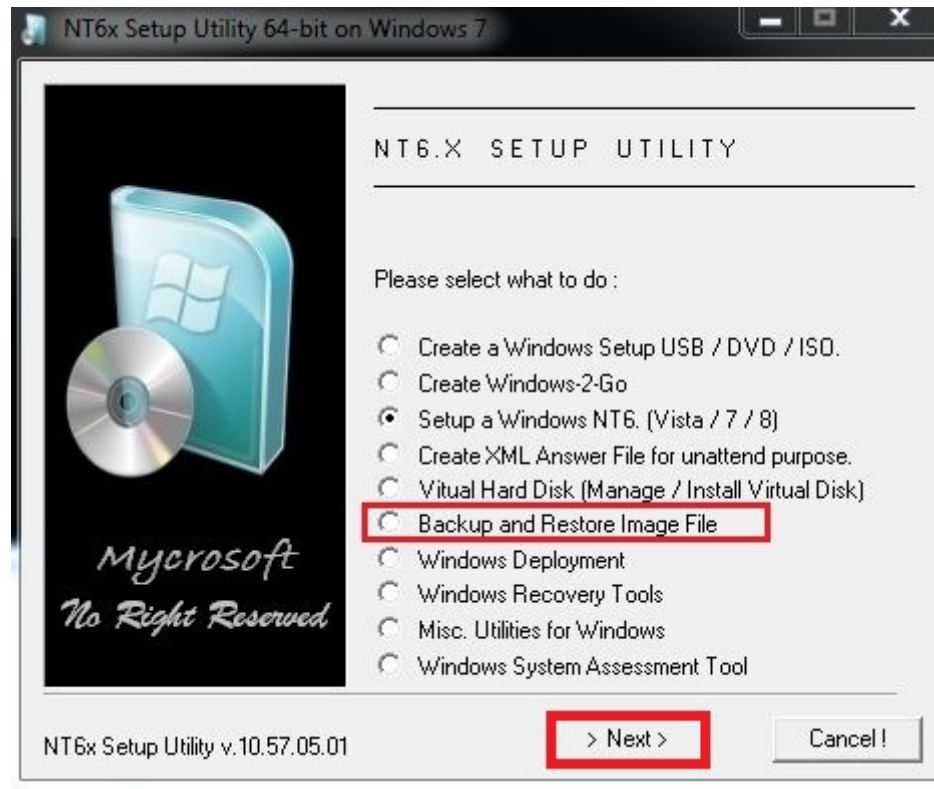 NT6x Setup Utility 64-bit on Windows 7
NT6.X SETUP UTILITY
Please select what to do :
Create a Windows Setup USB / DVD / ISO.
Create Windows-2-Go
Setup a Windows NT6. (Vista / 7 / 8)
Create XML Answer File for unattend purpose.
Vitual Hard Disk (Manage / Install Virtual Disk)
Backup and Restore Image File
Windows Deployment
Windows Recovery Tools
Misc. Utilities for Windows
Windows System Assessment Tool
Mycrosoft
No Right Reserved
NT6x Setup Utility v.10.57.05.01
> Next >
Cancel!